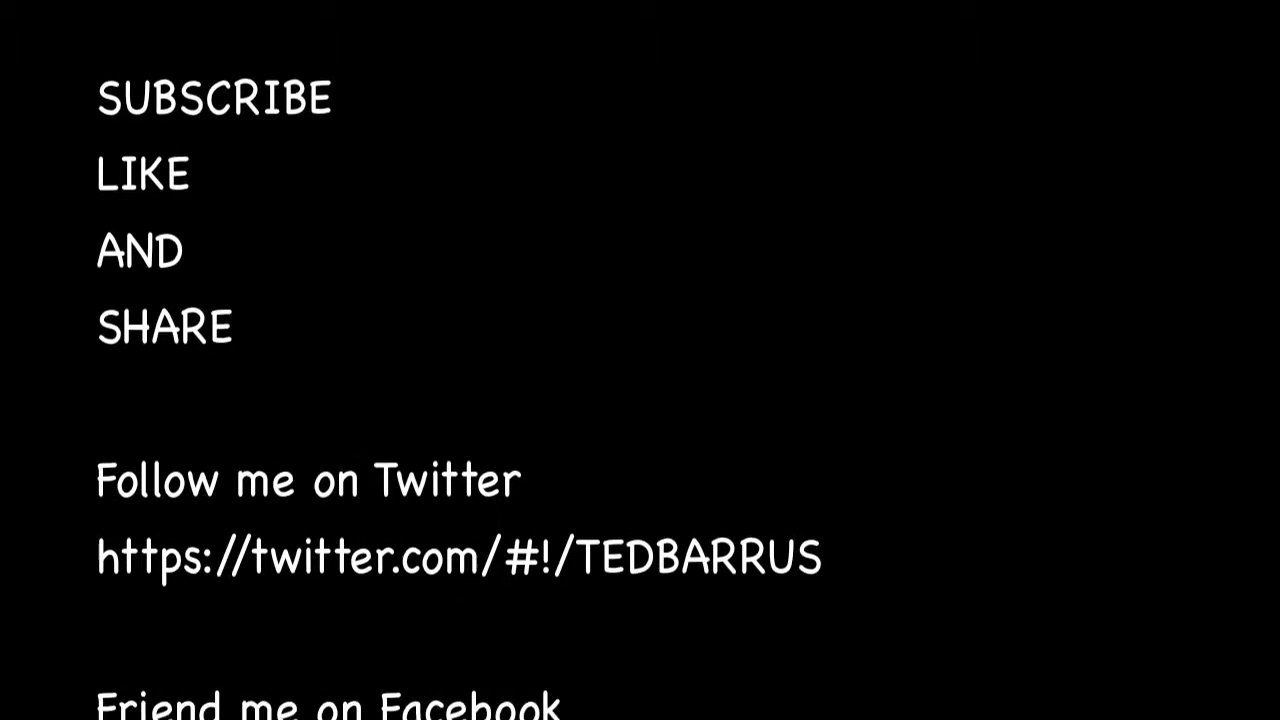 SUBSCRIBE
LIKE
AND
SHARE
Follow me on Twitter
https://twitter.com/#!/TEDBARRUS
Friend me on Facebook